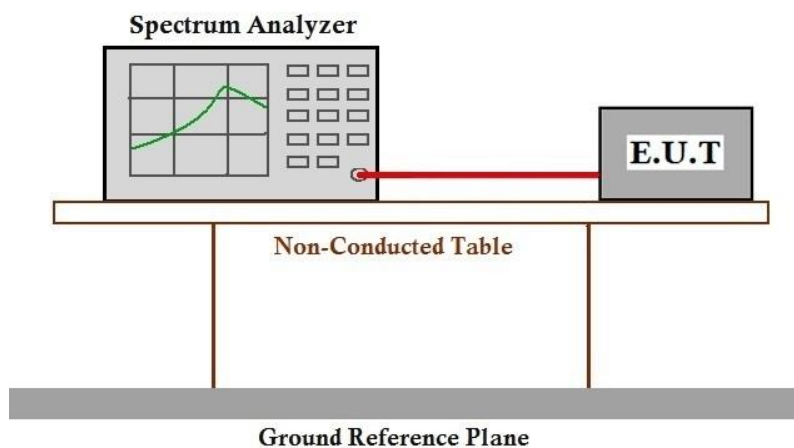 Spectrum Analyzer
E.U.T
Non-Conducted Table
Ground Reference Plane